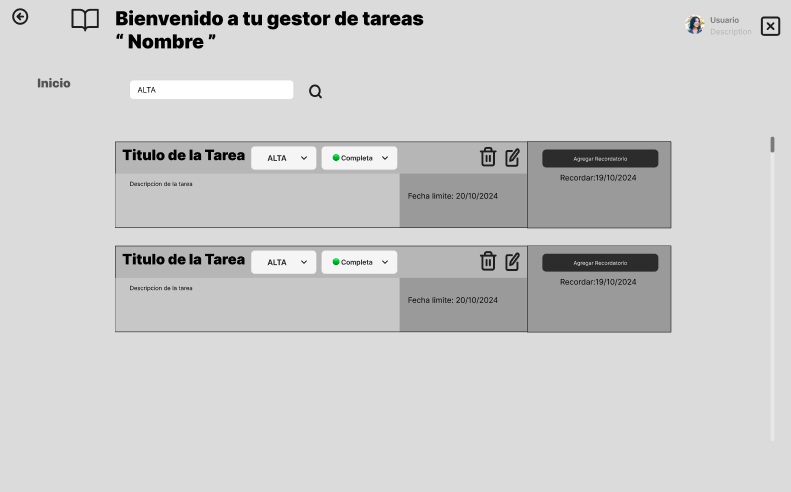 Bienvenido a tu gestor de tareas
“ Nombre ”
Usuario
Description
Inicio
ALTA
Titulo de la Tarea
ALTA
Completa
Agregar Recordatorio
Descripcion de la tarea
Recordar:19/10/2024
Fecha limite: 20/10/2024
Titulo de la Tarea
ALTA
Completa
Agregar Recordatorio
Descripcion de la tarea
Recordar:19/10/2024
Fecha limite: 20/10/2024